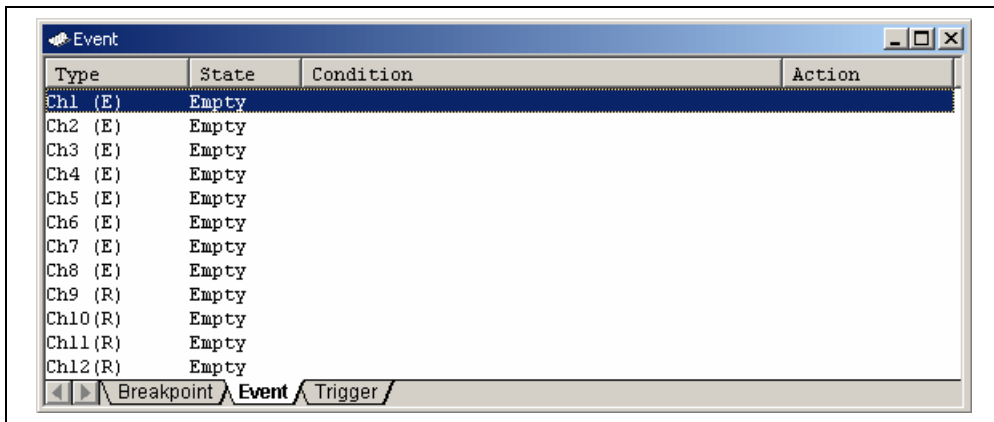 Event
Type State Condition Action
Ch1 (E) Empty
Ch2 (E) Empty
Ch3 (E) Empty
Ch4 (E) Empty
Ch5 (E) Empty
Ch6 (E) Empty
Ch7 (E) Empty
Ch8 (E) Empty
Ch9 (R) Empty
Ch10(R) Empty
Ch11(R) Empty
Ch12(R) Empty
Breakpoint Event Trigger